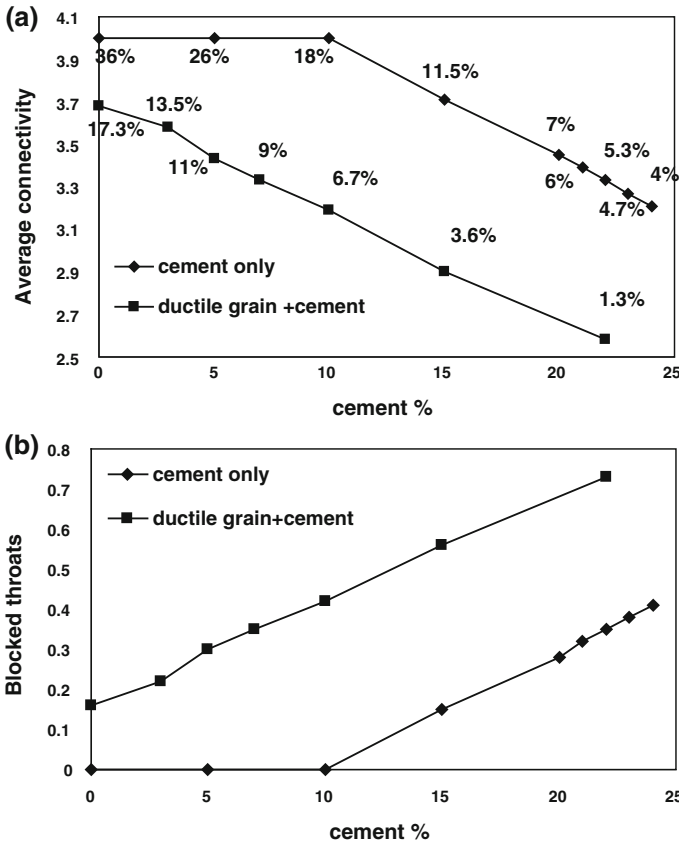 (a)
4.1
3.9
3.7
3.5
3.3
3.1
2.9
2.7
2.5
Average connectivity
36%
26%
18%
11.5%
7%
6%
5.3%
4.7%
4%
17.3%
13.5%
11%
9%
6.7%
3.6%
1.3%
cement only
ductile grain +cement
0 5 10 15 20 25
cement %
(b)
0.8
0.7
0.6
0.5
0.4
0.3
0.2
0.1
0
Blocked throats
cement only
ductile grain+cement
0 5 10 15 20 25
cement %